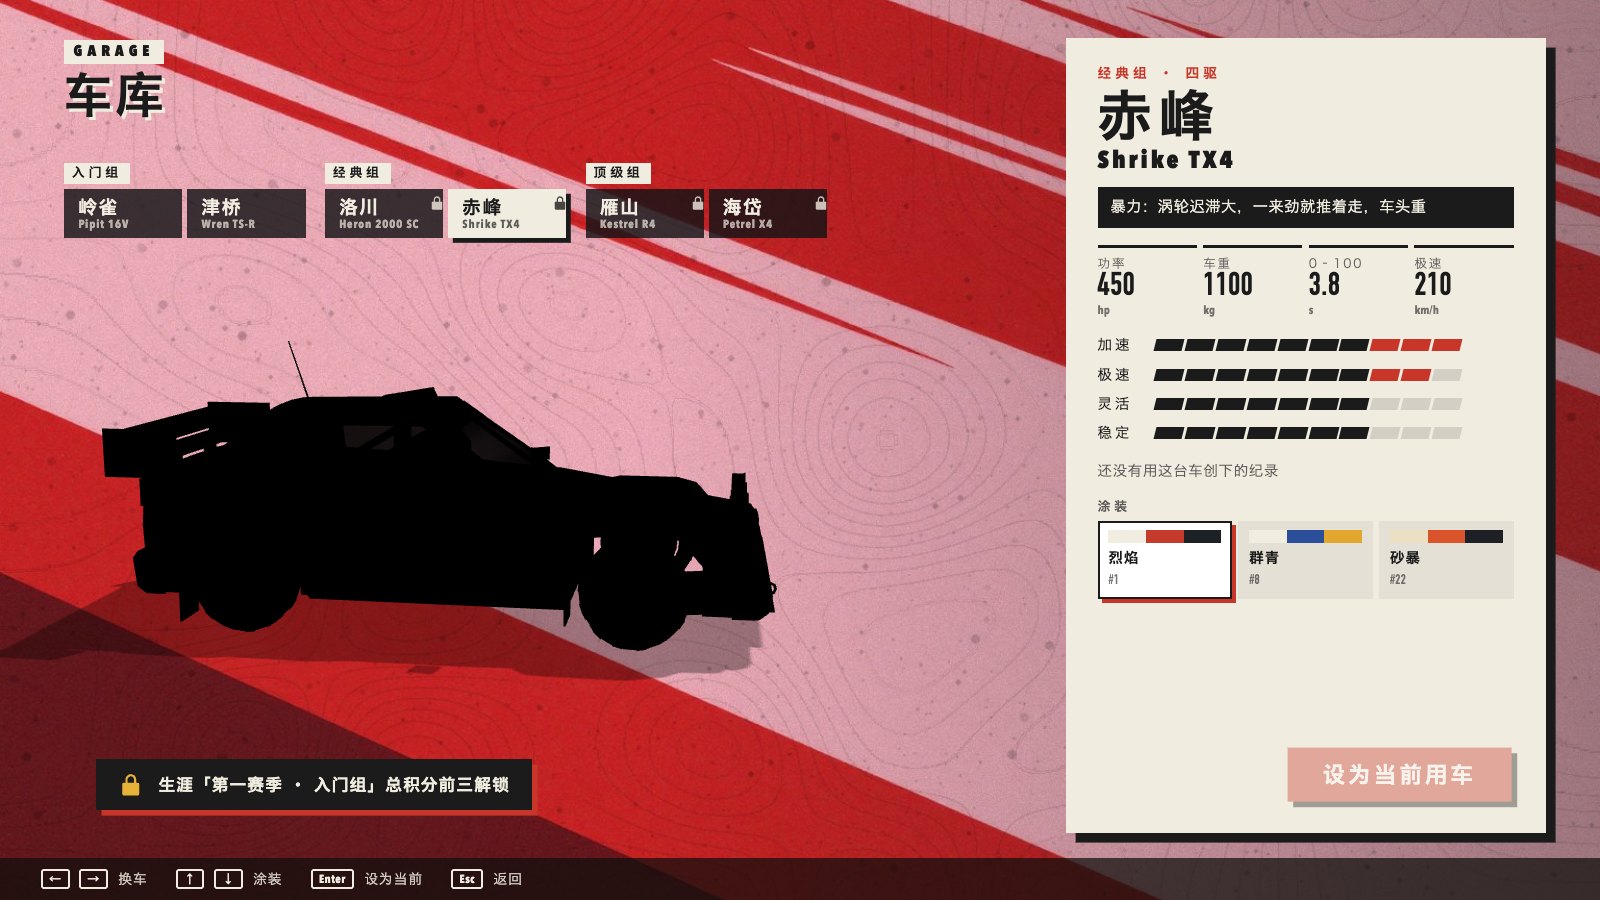 GARAGE
车库
入门组
岭雀
Pipit 16V
津桥
Wren TS-R
经典组
洛川
Heron 2000 SC
赤峰
Shrike TX4
顶级组
雁山
Kestrel R4
海岱
Petrel X4
经典组 · 四驱
赤峰
Shrike TX4
暴力：涡轮迟滞大，一来劲就推着走，车头重
功率
450
hp
车重
1100
kg
0-100
3.8
s
极速
210
km/h
加速
极速
灵活
稳定
还没有用这台车创下的纪录
涂装
烈焰
#1
群青
#8
砂暴
#22
设为当前用车
生涯「第一赛季 · 入门组」总积分前三解锁
← → 换车 ↑ ↓ 涂装 Enter 设为当前 Esc 返回